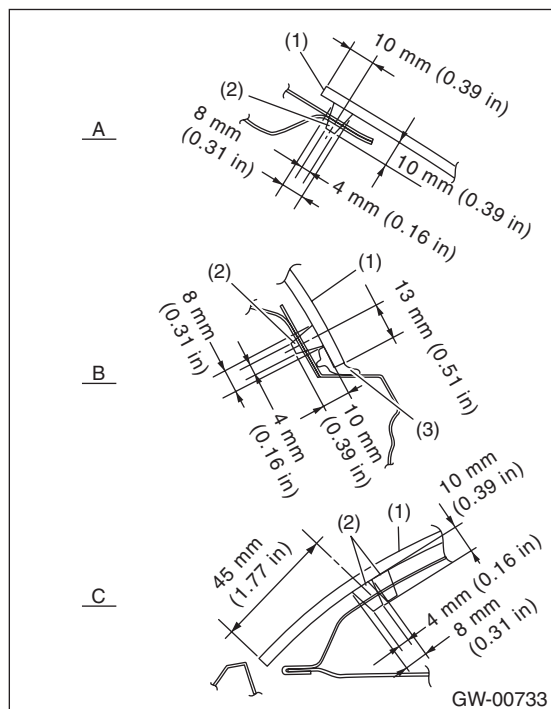 (1)
10 mm (0.39 in)
(2)
8 mm
(0.31 in)
A
10 mm (0.39 in)
4 mm (0.16 in)
(2)
(1)
8 mm
(0.31 in)
13 mm
(0.51 in)
B
4 mm
(0.16 in)
10 mm
(0.39 in)
(3)
(2)
(1)
10 mm
(0.39 in)
45 mm
(1.77 in)
C
4 mm (0.16 in)
8 mm
(0.31 in)
GW-00733